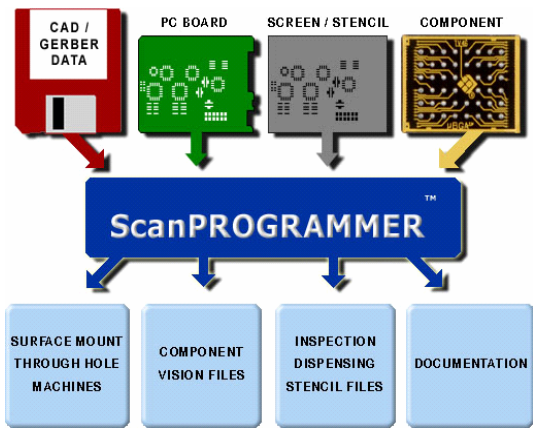 CAD /
GERBER
DATA
PC BOARD
SCREEN / STENCIL
COMPONENT
ScanPROGRAMMER ™
SURFACE MOUNT
THROUGH HOLE
MACHINES
COMPONENT
VISION FILES
INSPECTION
DISPENSING
STENCIL FILES
DOCUMENTATION